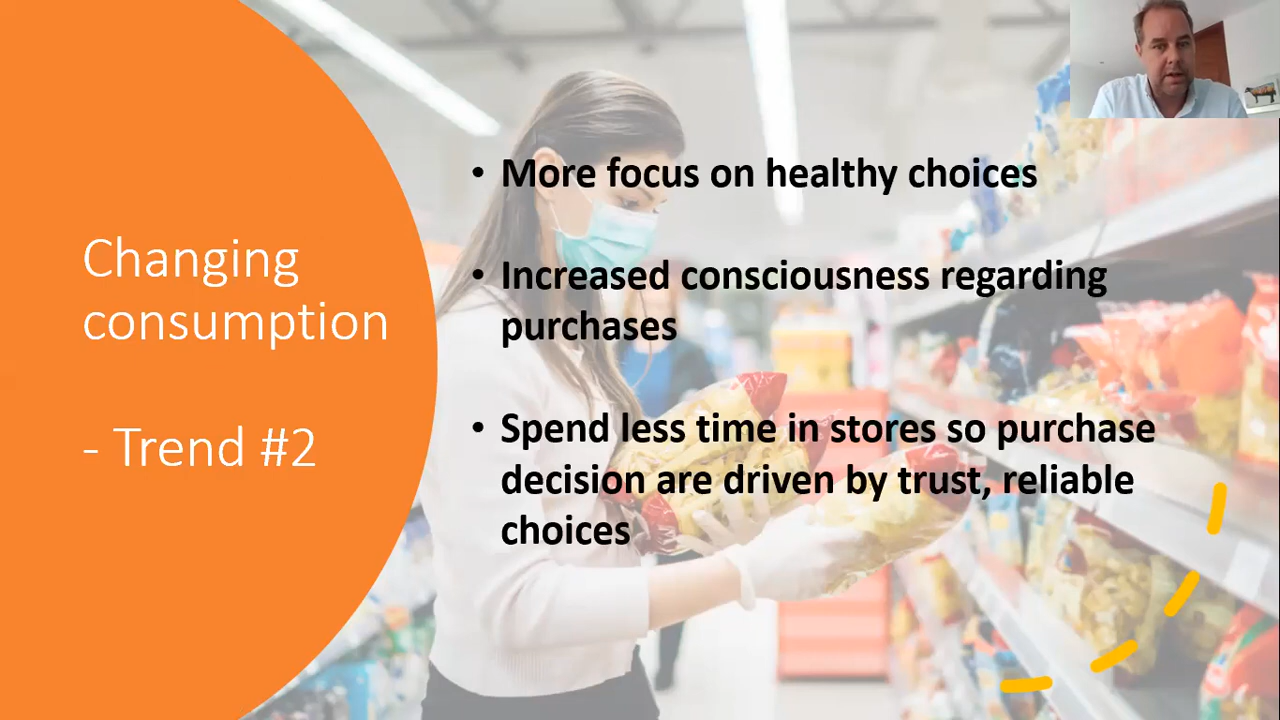 Changing
consumption
- Trend #2
• More focus on healthy choices
• Increased consciousness regarding
purchases
• Spend less time in stores so purchase
decision are driven by trust, reliable
choices